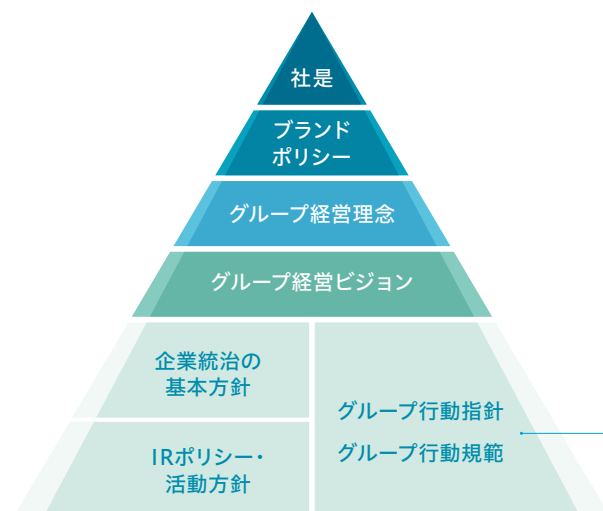 社是
ブランド
ポリシー
グループ経営理念
グループ経営ビジョン
企業統治の
基本方針
IRポリシー・
活動方針
グループ行動指針
グループ行動規範